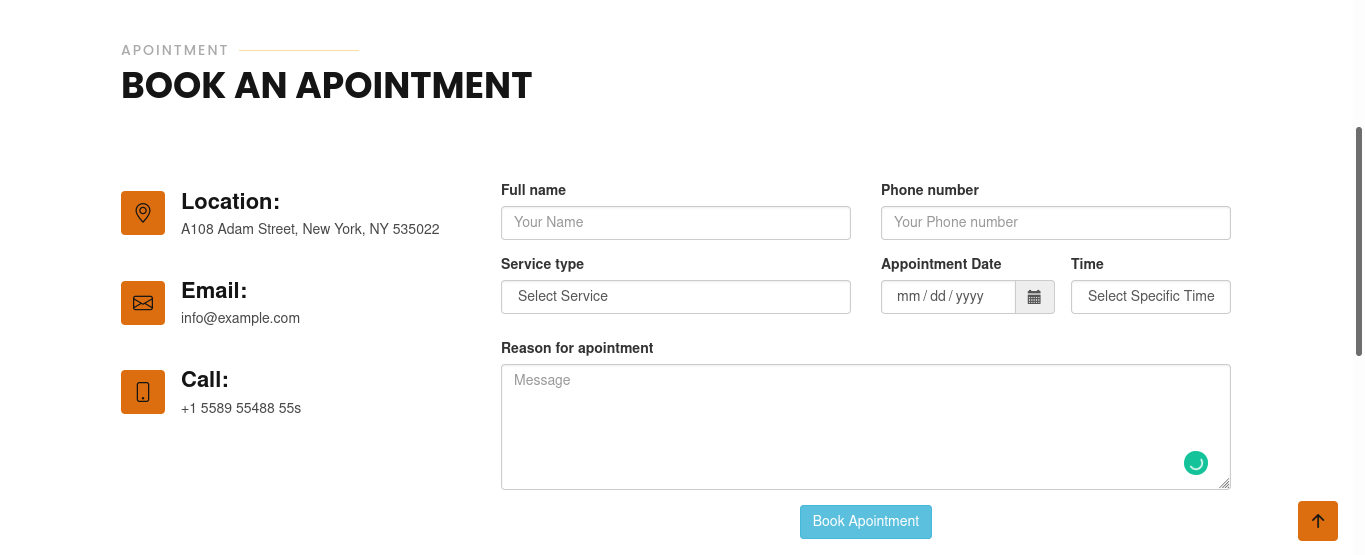 APOINTMENT
BOOK AN APOINTMENT
Location:
A108 Adam Street, New York, NY 535022
Email:
info@example.com
Call:
+1 5589 55488 55s
Full name
Your Name
Phone number
Your Phone number
Service type
Select Service
Appointment Date
mm / dd / yyyy
Time
Select Specific Time
Reason for apointment
Message
Book Apointment